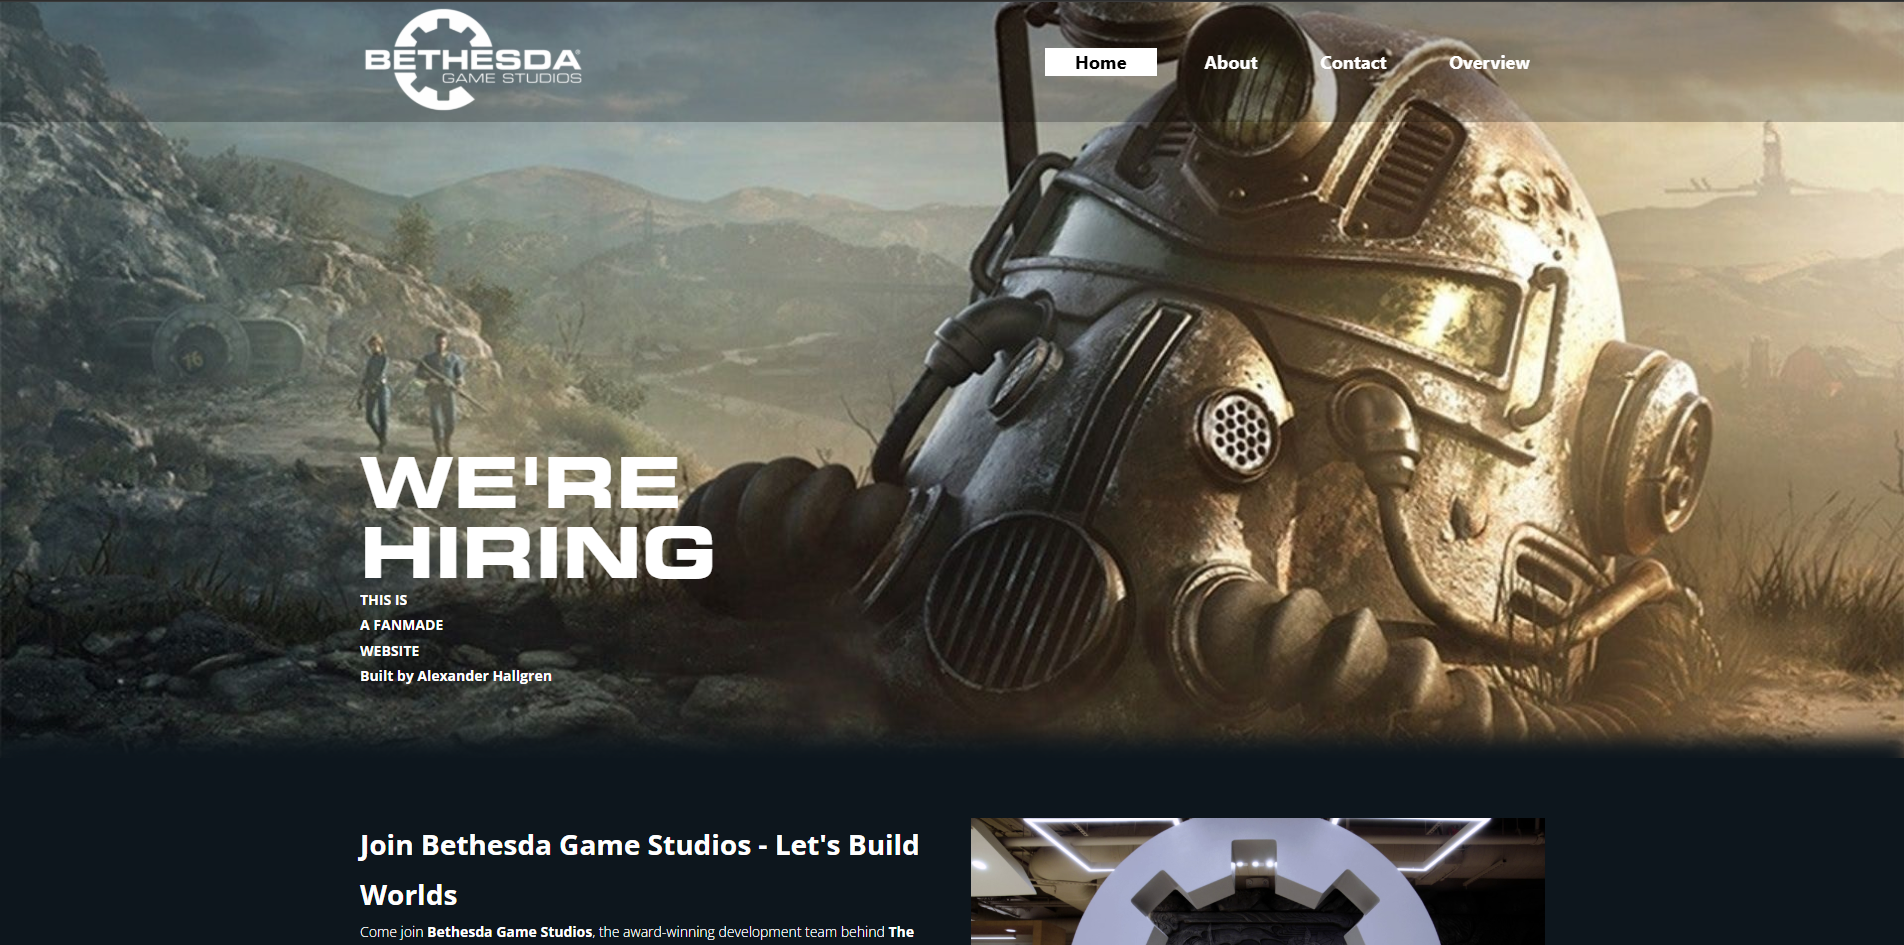 BETHESDA
GAME STUDIOS
Home About Contact Overview
76
WE'RE
HIRING
THIS IS
A FANMADE
WEBSITE
Built by Alexander Hallgren
Join Bethesda Game Studios - Let's Build
Worlds
Come join Bethesda Game Studios, the award-winning development team behind The